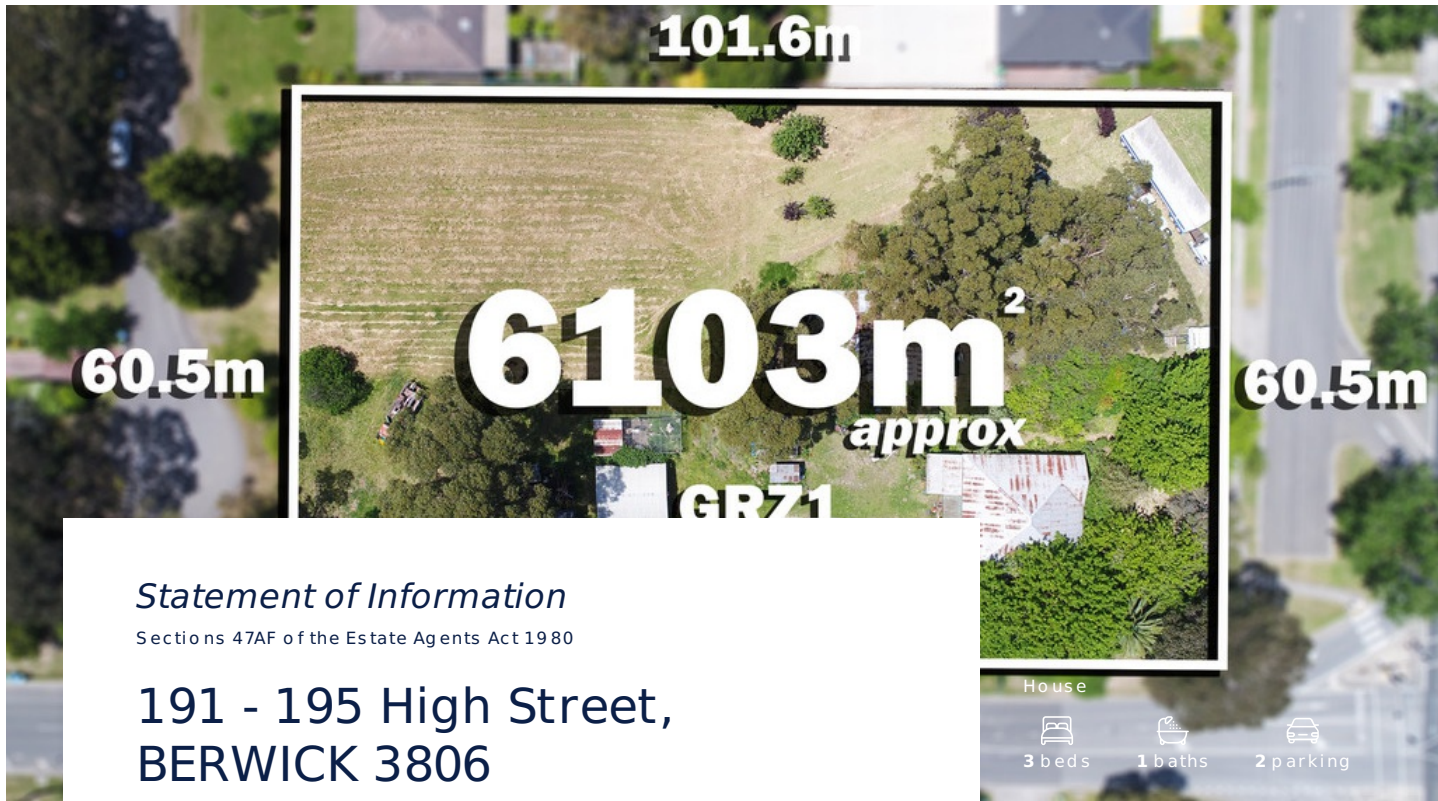 101.6m
6103m²
60.5m
60.5m
approx
GRZ1
Statement of Information
Sections 47AF of the Estate Agents Act 1980
191 - 195 High Street,
BERWICK 3806
House
3 beds 1 baths 2 parking